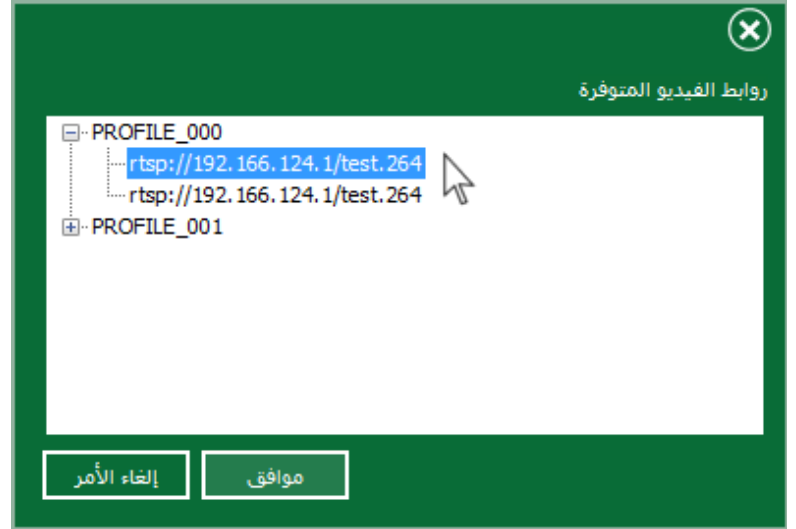 روابط الفيديو المتوفرة
PROFILE_000
rtsp://192.166.124.1/test.264
rtsp://192.166.124.1/test.264
PROFILE_001
موافق
إلغاء الأمر